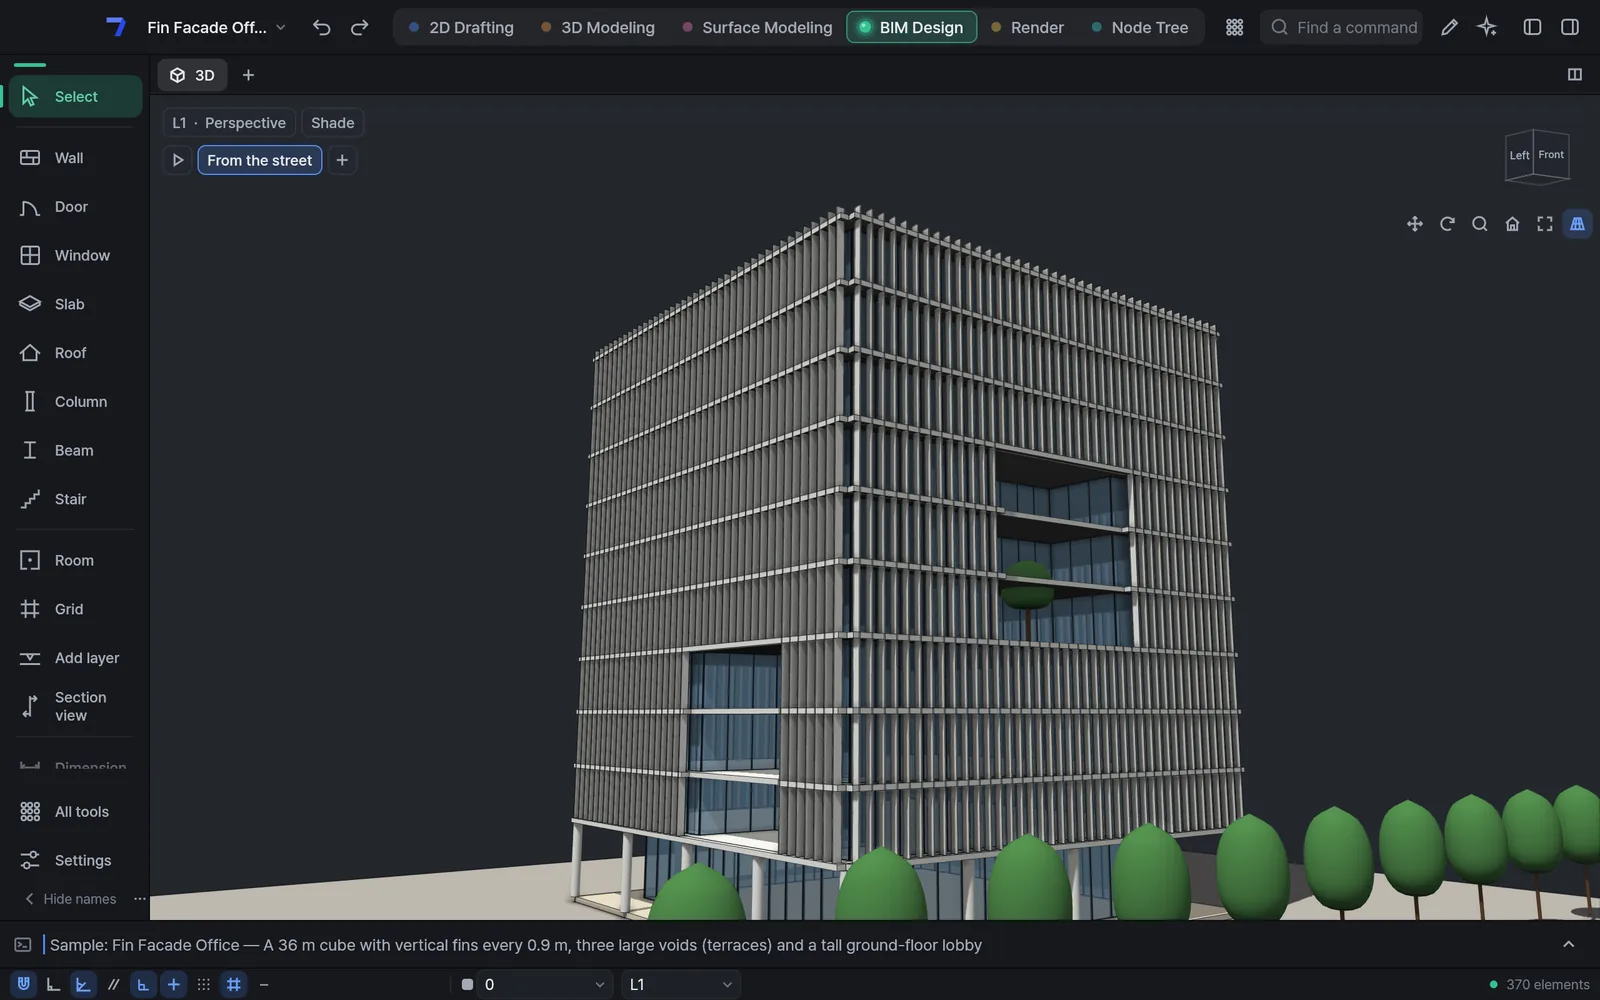 Fin Facade Off...
2D Drafting
3D Modeling
Surface Modeling
BIM Design
Render
Node Tree
Find a command
Select
3D
L1 · Perspective
Shade
From the street
Left
Front
Wall
Door
Window
Slab
Roof
Column
Beam
Stair
Room
Grid
Add layer
Section
view
Dimension
All tools
Settings
Hide names
Sample: Fin Facade Office — A 36 m cube with vertical fins every 0.9 m, three large voids (terraces) and a tall ground-floor lobby
0
L1
370 elements